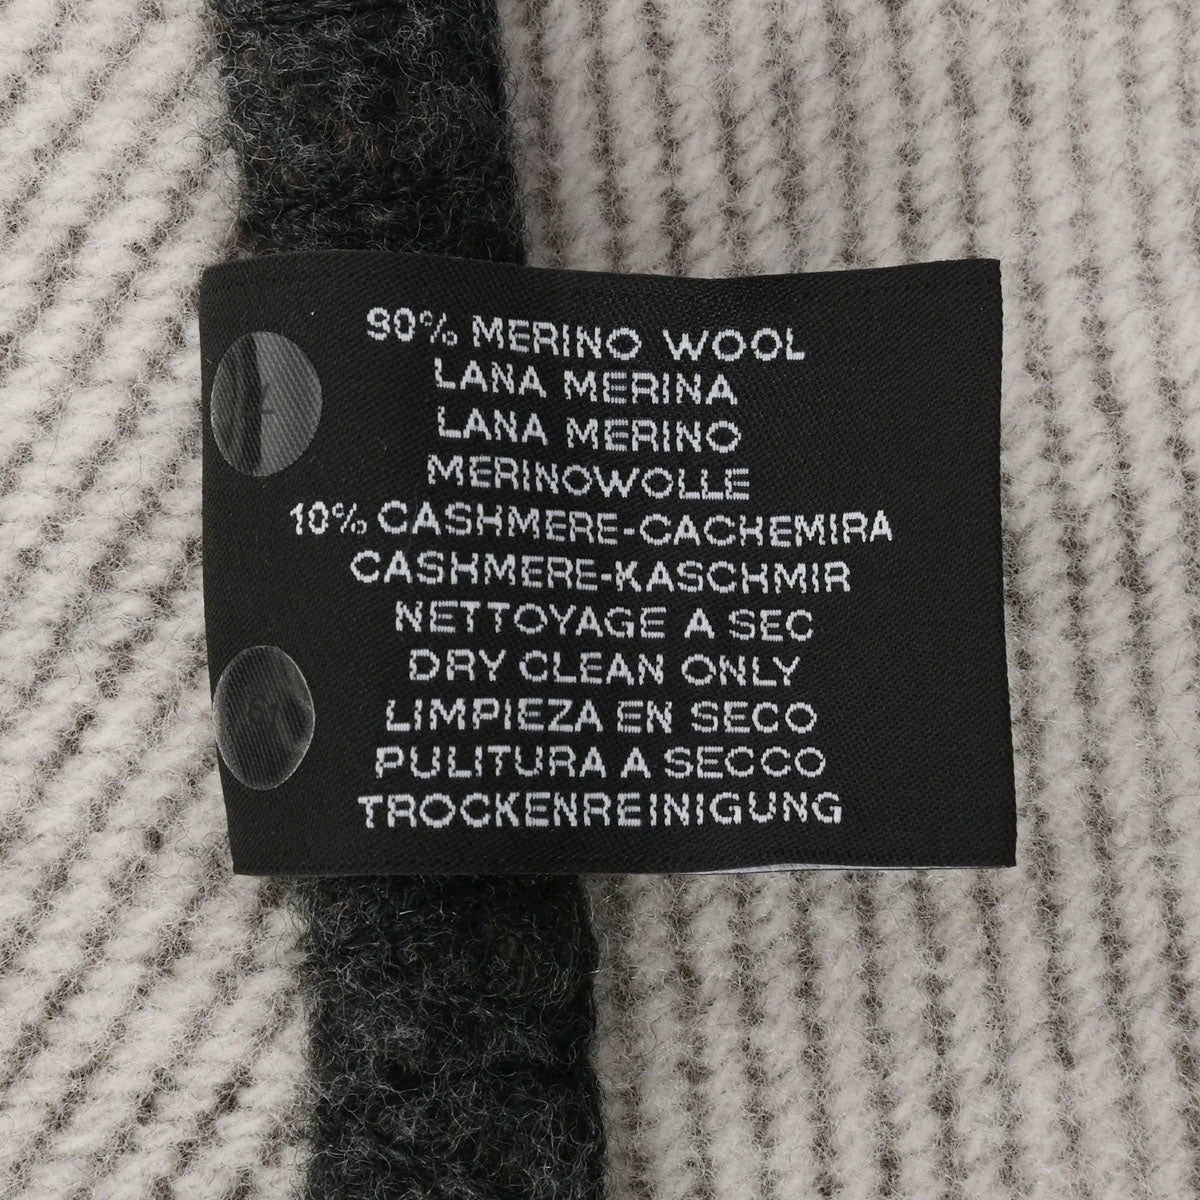 90% MERINO WOOL
LANA MERINA
LANA MERINO
MERINOWOLLE
10% CASHMERE-CACHEMIRA
CASHMERE-KASCHMIR
NETTOYAGE A SEC
DRY CLEAN ONLY
LIMPIEZA EN SECO
PULITURA A SECCO
TROCKENREINIGUNG